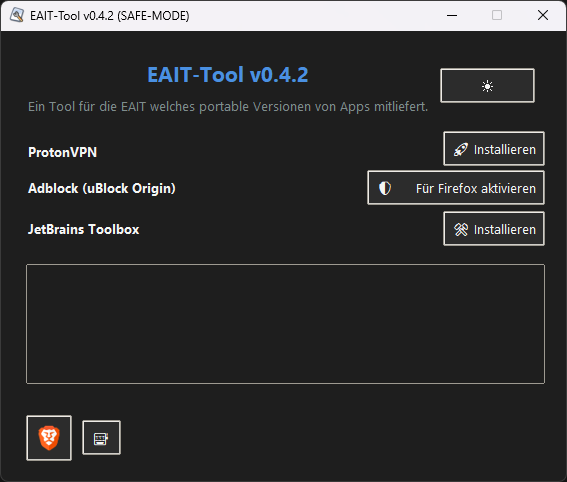 EAIT-Tool v0.4.2 (SAFE-MODE)
EAIT-Tool v0.4.2
Ein Tool für die EAIT welches portable Versionen von Apps mitliefert.
ProtonVPN
Installieren
Adblock (uBlock Origin)
Für Firefox aktivieren
JetBrains Toolbox
Installieren